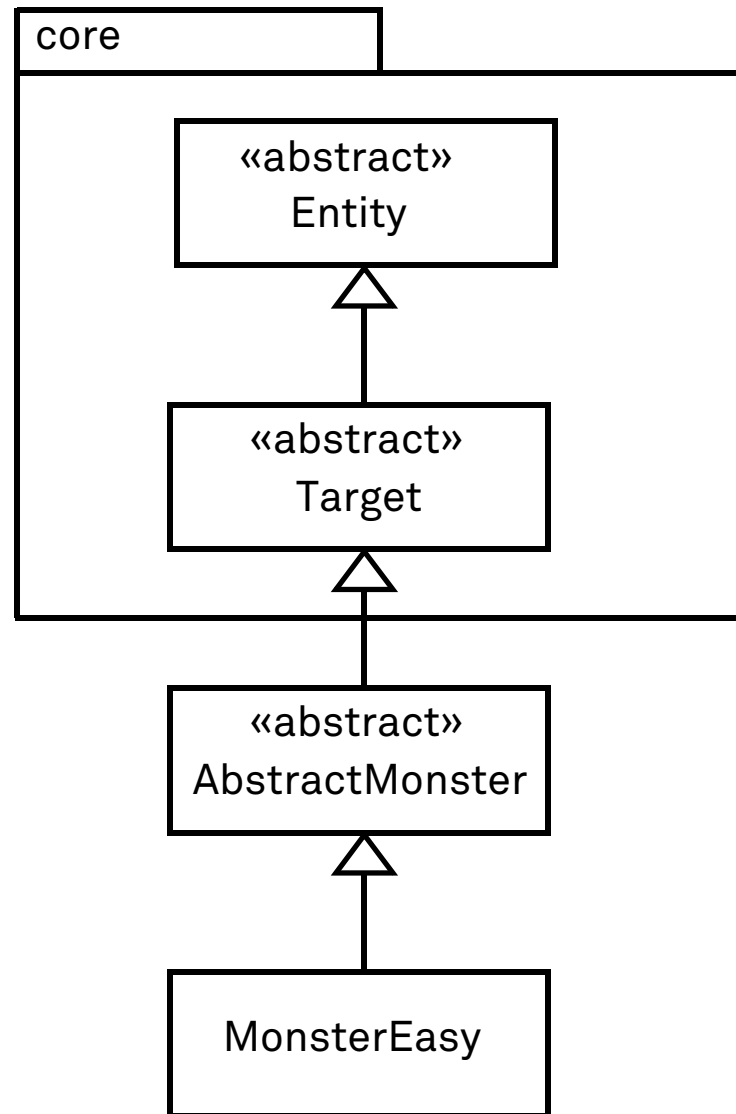 core
«abstract»
Entity
«abstract»
Target
«abstract»
AbstractMonster
MonsterEasy